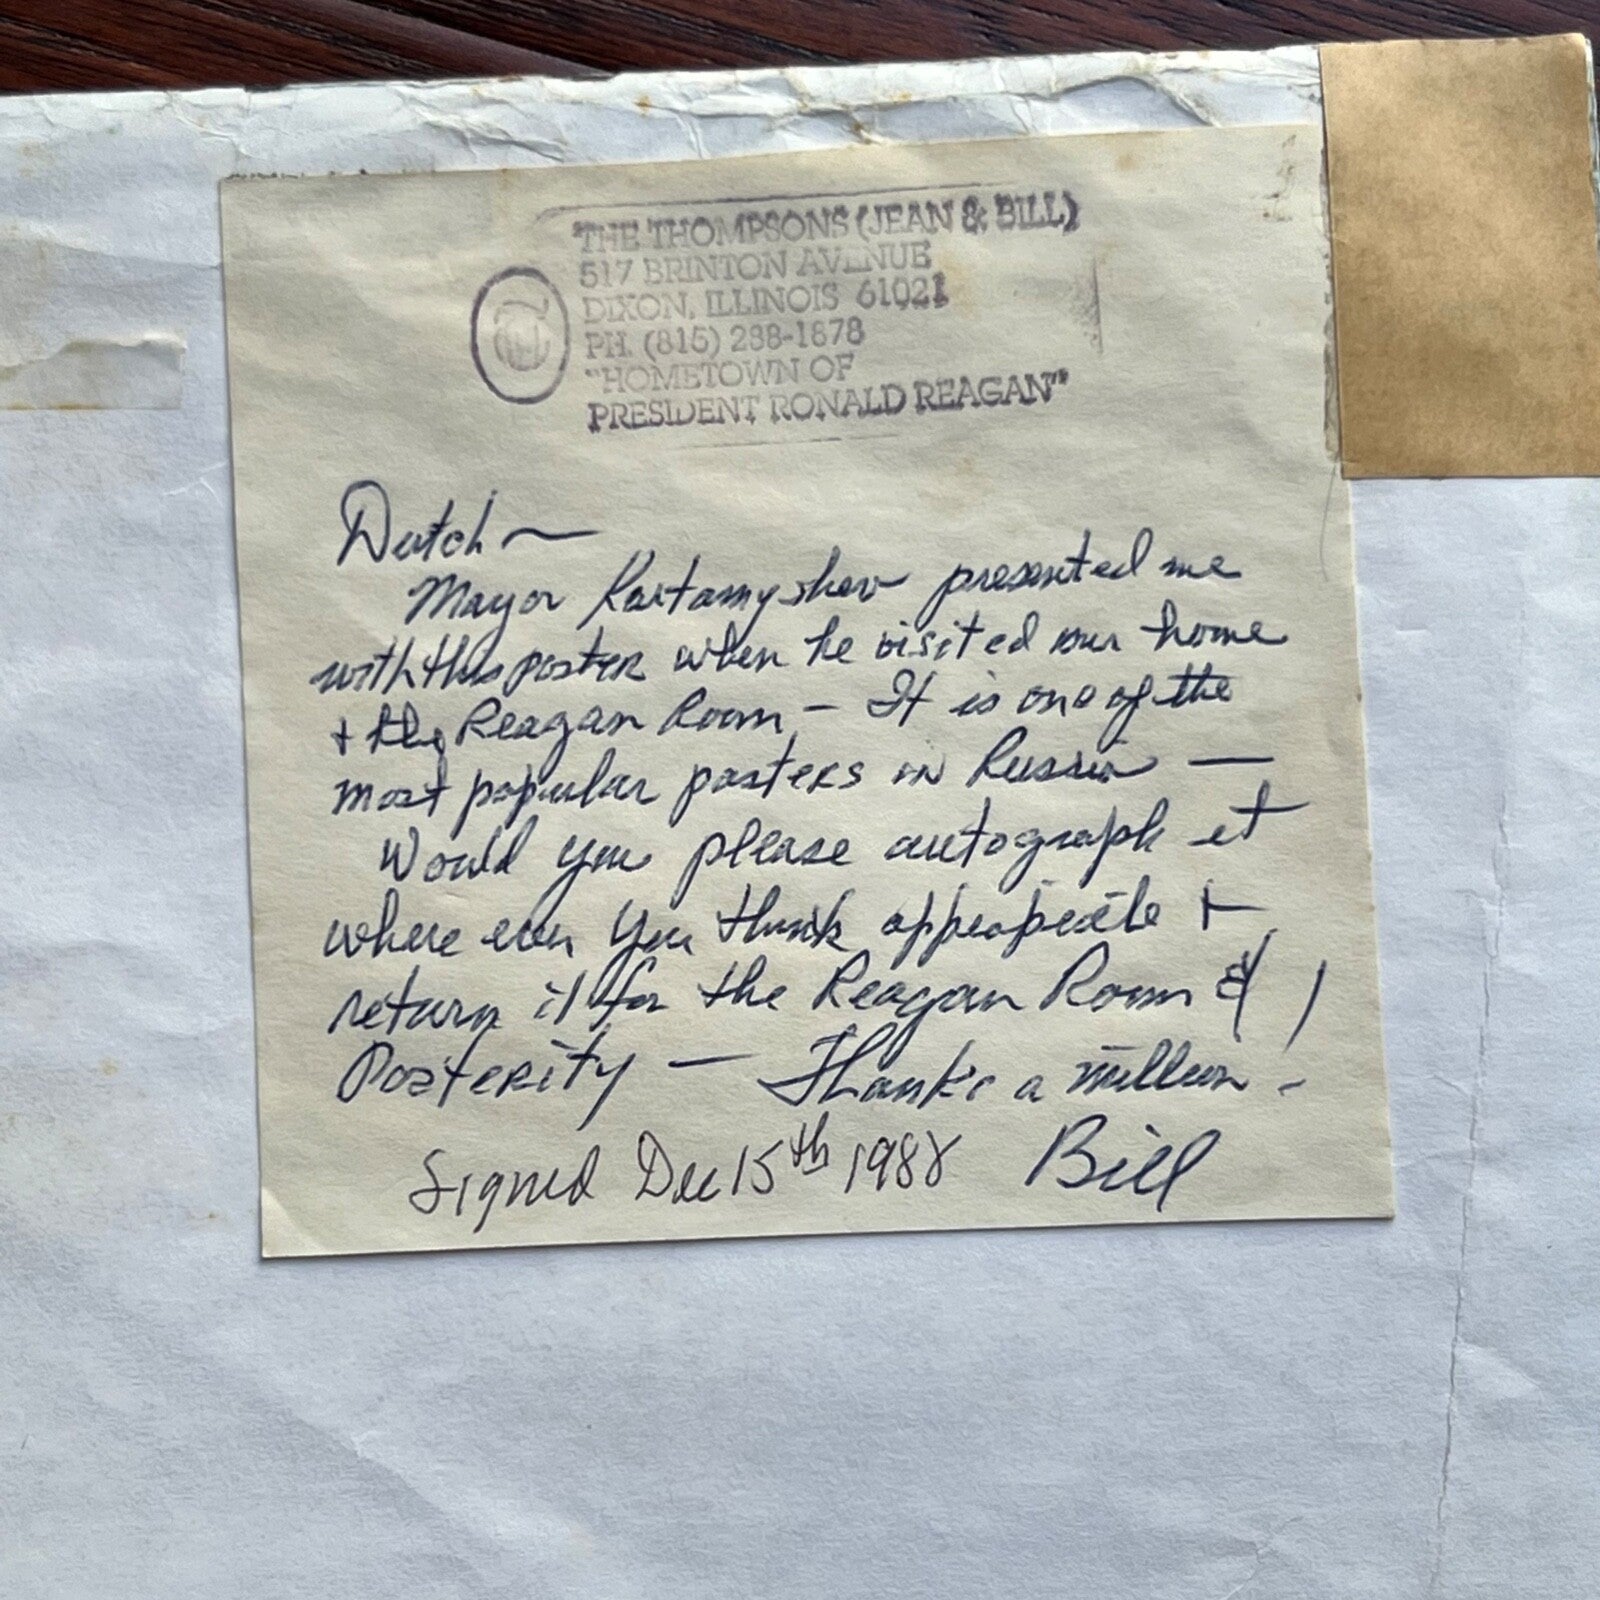 THE THOMPSONS (JEAN & BILL)
517 BRINTON AVENUE
DIXON, ILLINOIS 61021
PH. (815) 288-1878
"HOMETOWN OF
PRESIDENT RONALD REAGAN"
Dutch ~
Mayor presented me
with this poster when he visited our home
+ the Reagan Room - It is one of the
most popular posters in Russia —
Would you please autograph it
where ever you think appropriate +
return it for the Reagan Room &
Posterity — Thank's a million -
Signed Dec 15th 1988 Bill